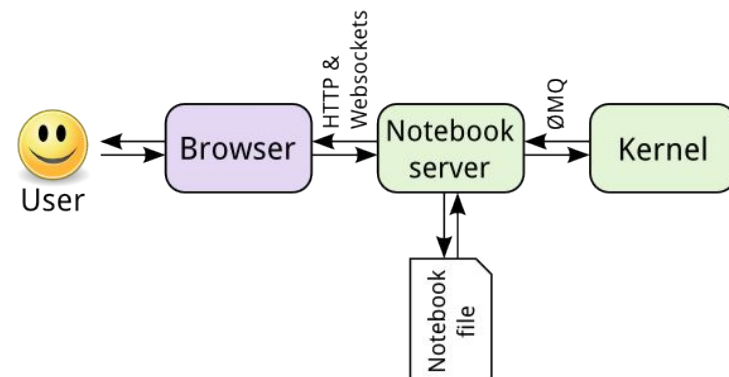 User
Browser
HTTP &
Websockets
Notebook
server
ØMQ
Kernel
Notebook
file